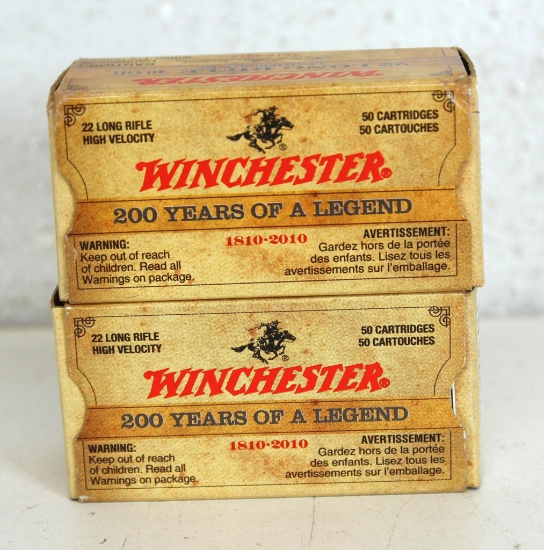 WINCHESTER
22 LONG RIFLE
HIGH VELOCITY
50 CARTRIDGES
50 CARTOUCHES
WINCHESTER®
200 YEARS OF A LEGEND
1810·2010
WARNING:
Keep out of reach
of children. Read all
Warnings on package.
AVERTISSEMENT:
Gardez hors de la portée
des enfants. Lisez tous les
avertissements sur l'emballage.
22 LONG RIFLE
HIGH VELOCITY
50 CARTRIDGES
50 CARTOUCHES
®
WINCHESTER®
200 YEARS OF A LEGEND
1810·2010
WARNING:
Keep out of reach
of children. Read all
Warnings on package.
AVERTISSEMENT:
Gardez hors de la portée
des enfants. Lisez tous les
avertissements sur l'emballage.